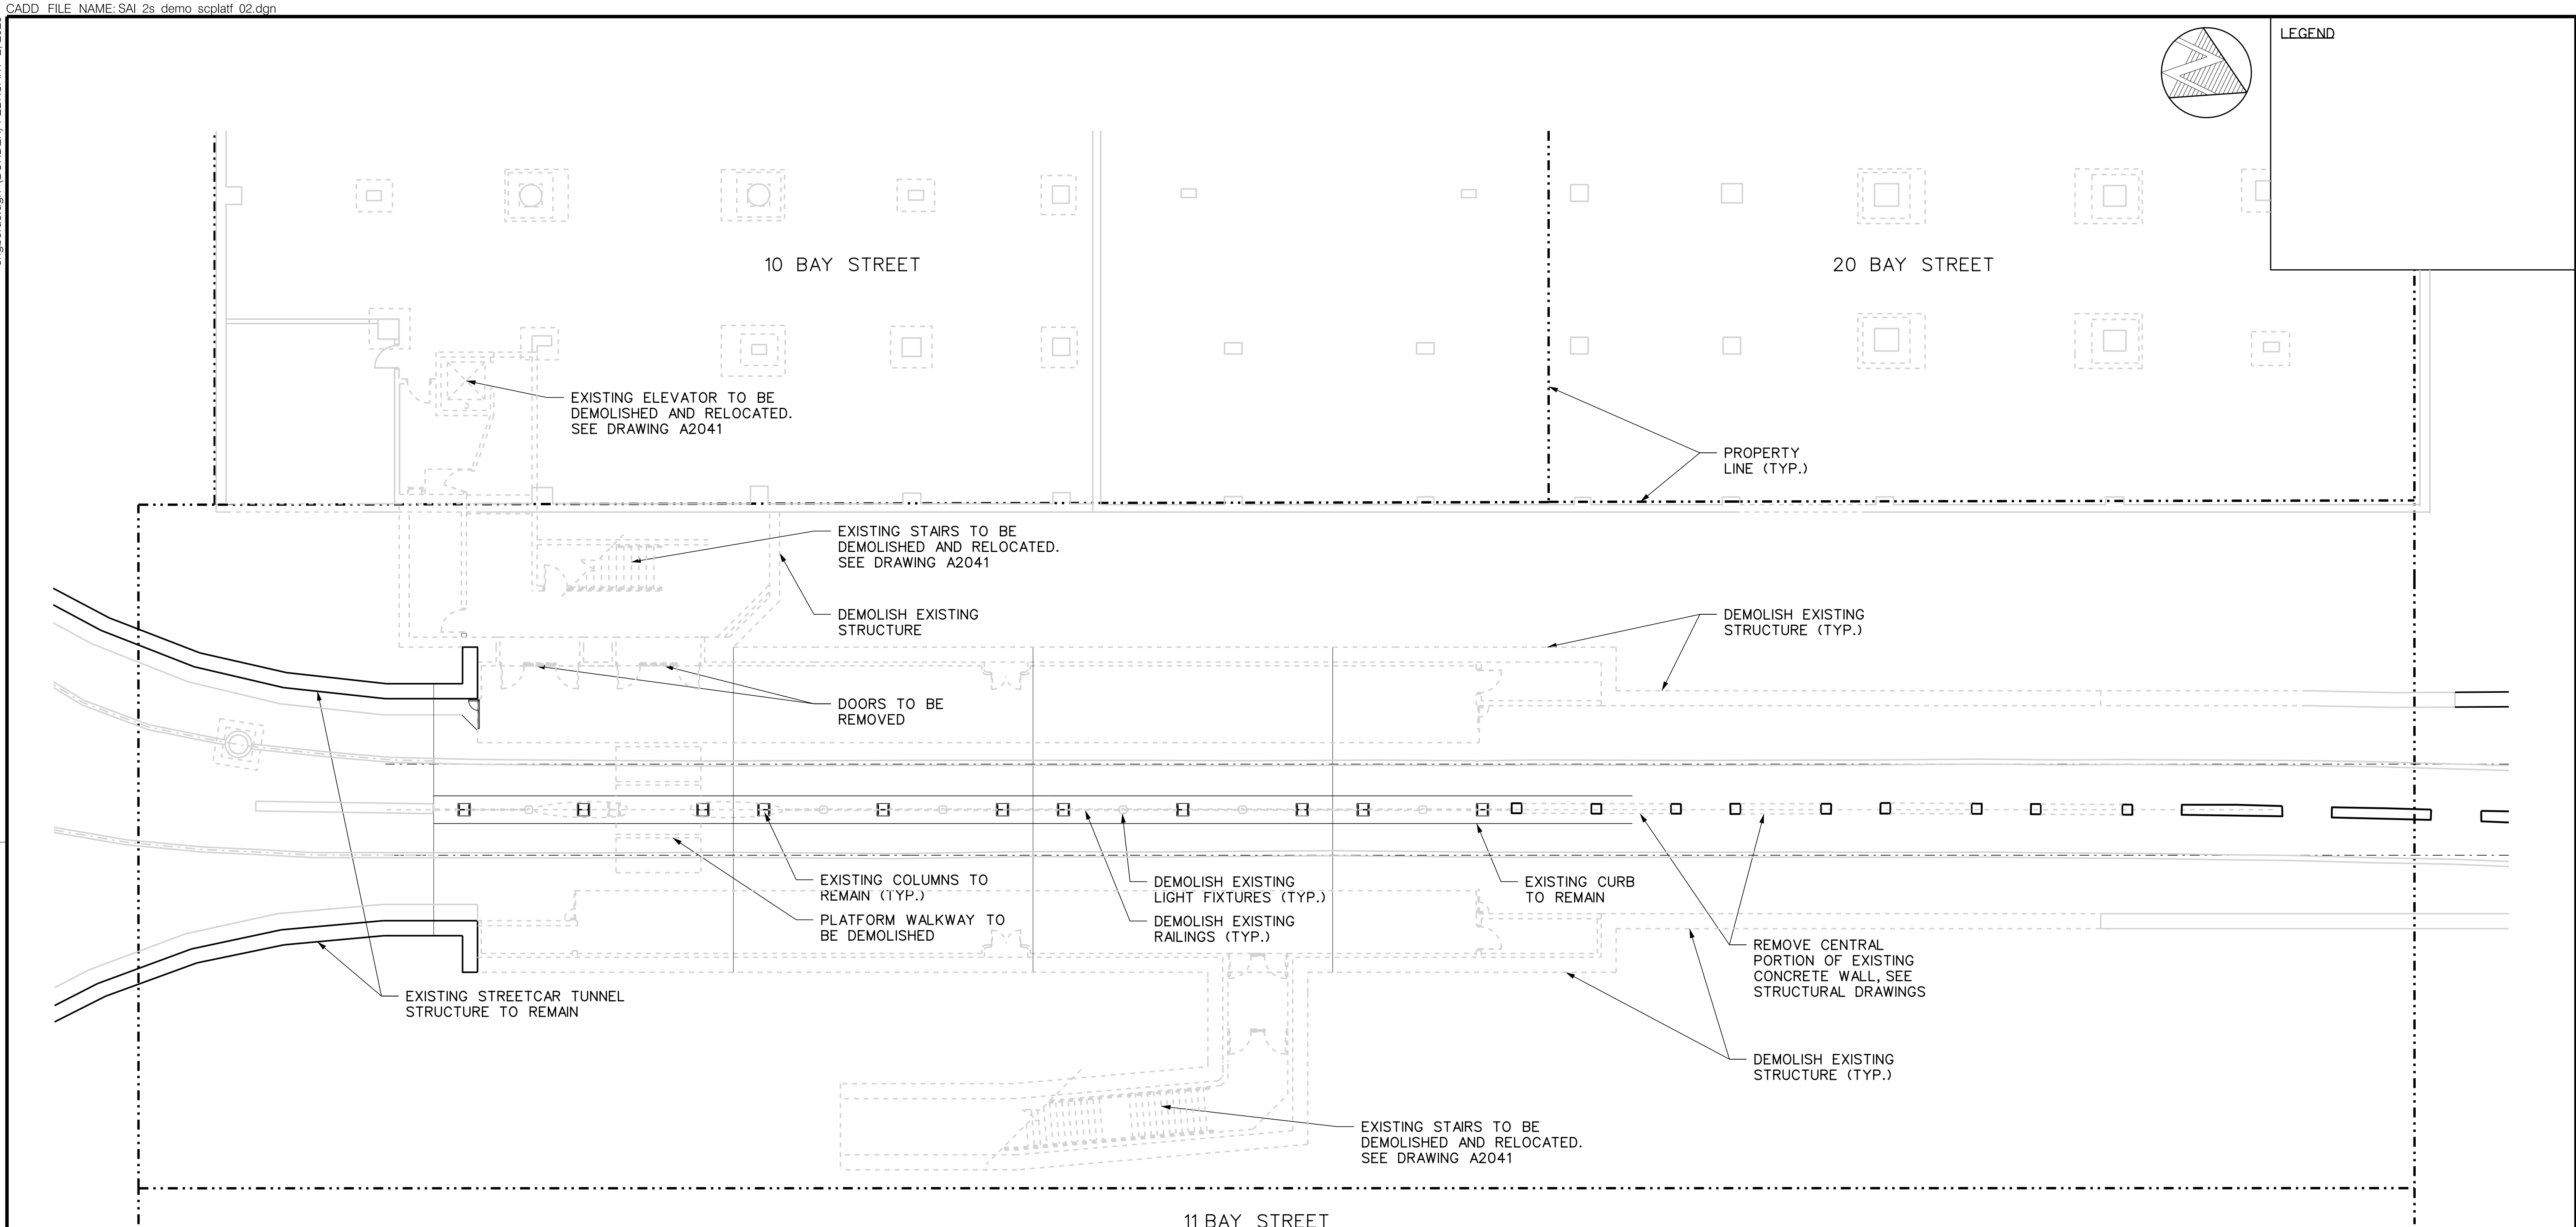 CADD FILE NAME: SAI_2s_demo_scplatf_02.dgn
LEGEND
10 BAY STREET
20 BAY STREET
EXISTING ELEVATOR TO BE
DEMOLISHED AND RELOCATED.
SEE DRAWING A2041
PROPERTY
LINE (TYP.)
EXISTING STAIRS TO BE
DEMOLISHED AND RELOCATED.
SEE DRAWING A2041
DEMOLISH EXISTING
STRUCTURE
DEMOLISH EXISTING
STRUCTURE (TYP.)
DOORS TO BE
REMOVED
EXISTING COLUMNS TO
REMAIN (TYP.)
PLATFORM WALKWAY TO
BE DEMOLISHED
DEMOLISH EXISTING
LIGHT FIXTURES (TYP.)
DEMOLISH EXISTING
RAILINGS (TYP.)
EXISTING CURB
TO REMAIN
REMOVE CENTRAL
PORTION OF EXISTING
CONCRETE WALL, SEE
STRUCTURAL DRAWINGS
EXISTING STREETCAR TUNNEL
STRUCTURE TO REMAIN
DEMOLISH EXISTING
STRUCTURE (TYP.)
EXISTING STAIRS TO BE
DEMOLISHED AND RELOCATED.
SEE DRAWING A2041
11 BAY STREET